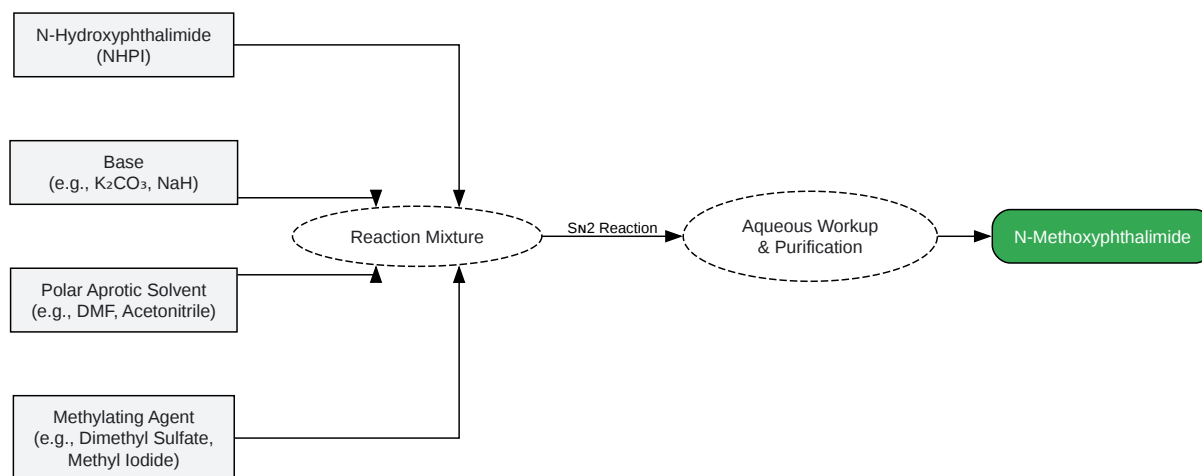 N-Hydroxyphthalimide
(NHPI)
Base
(e.g., K₂CO₃, NaH)
Polar Aprotic Solvent
(e.g., DMF, Acetonitrile)
Methylating Agent
(e.g., Dimethyl Sulfate,
Methyl Iodide)
Reaction Mixture
Sɴ2 Reaction
Aqueous Workup
& Purification
N-Methoxyphthalimide